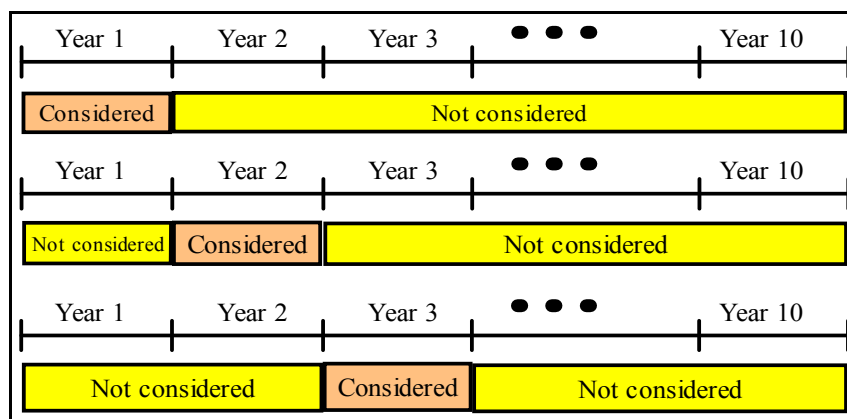 Year 1 Year 2 Year 3 Year 10
Considered Not considered
Year 1 Year 2 Year 3 Year 10
Not considered Considered Not considered
Year 1 Year 2 Year 3 Year 10
Not considered Considered Not considered